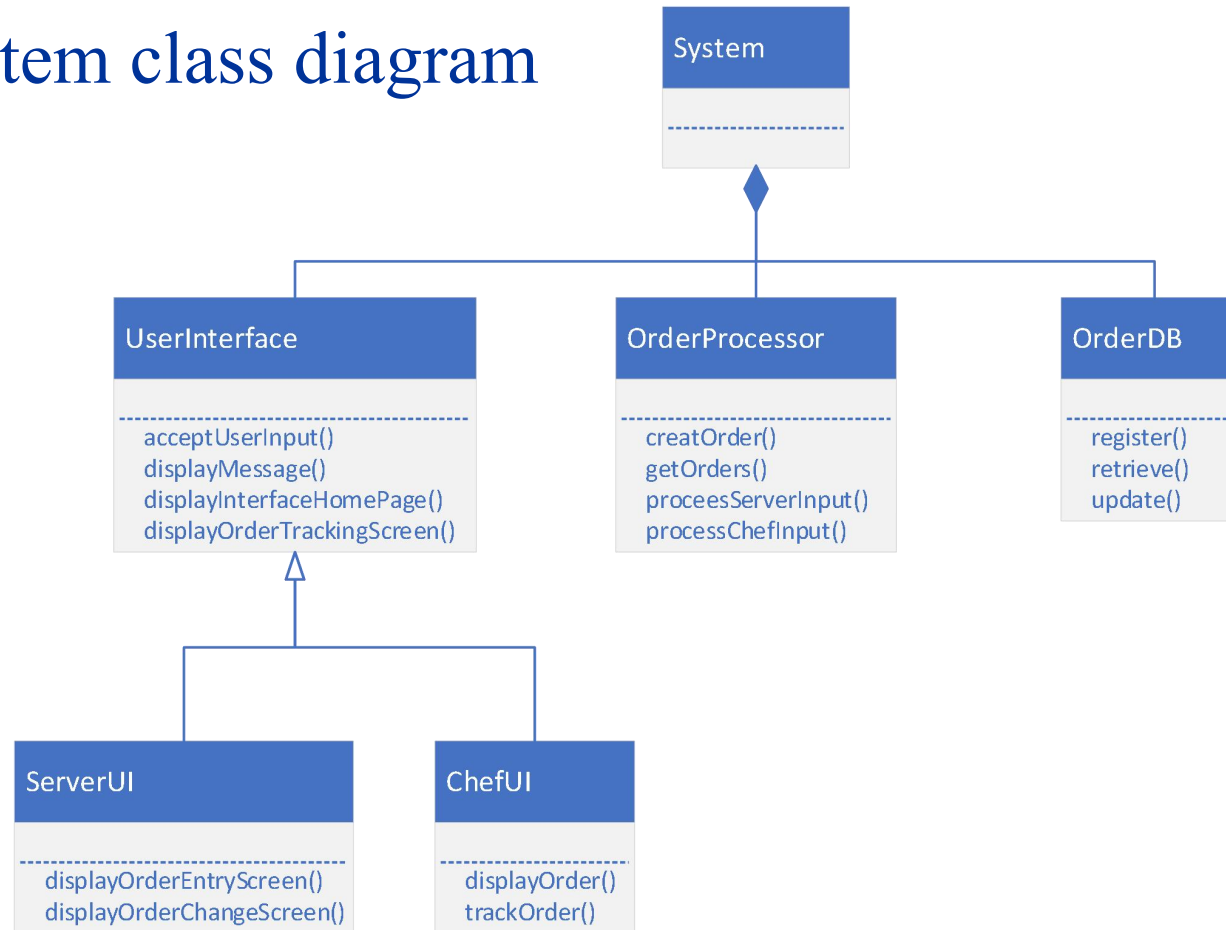 tem class diagram
System
UserInterface
acceptUserInput()
displayMessage()
displayInterfaceHomePage()
displayOrderTrackingScreen()
OrderProcessor
creatOrder()
getOrders()
proceesServerInput()
processChefInput()
OrderDB
register()
retrieve()
update()
ServerUI
displayOrderEntryScreen()
displayOrderChangeScreen()
ChefUI
displayOrder()
trackOrder()